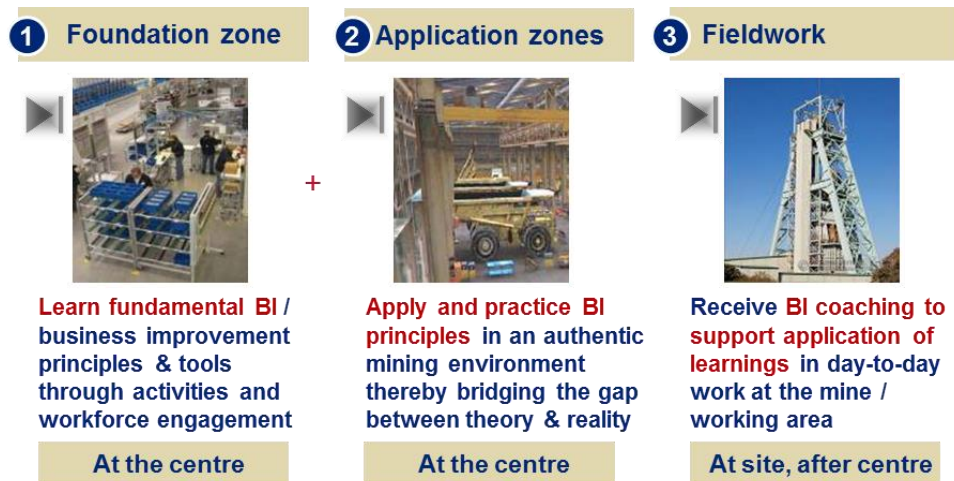 1 Foundation zone
2 Application zones
3 Fieldwork
+
Learn fundamental BI /
business improvement
principles & tools
through activities and
workforce engagement
Apply and practice BI
principles in an authentic
mining environment
thereby bridging the gap
between theory & reality
Receive BI coaching to
support application of
learnings in day-to-day
work at the mine /
working area
At the centre
At the centre
At site, after centre